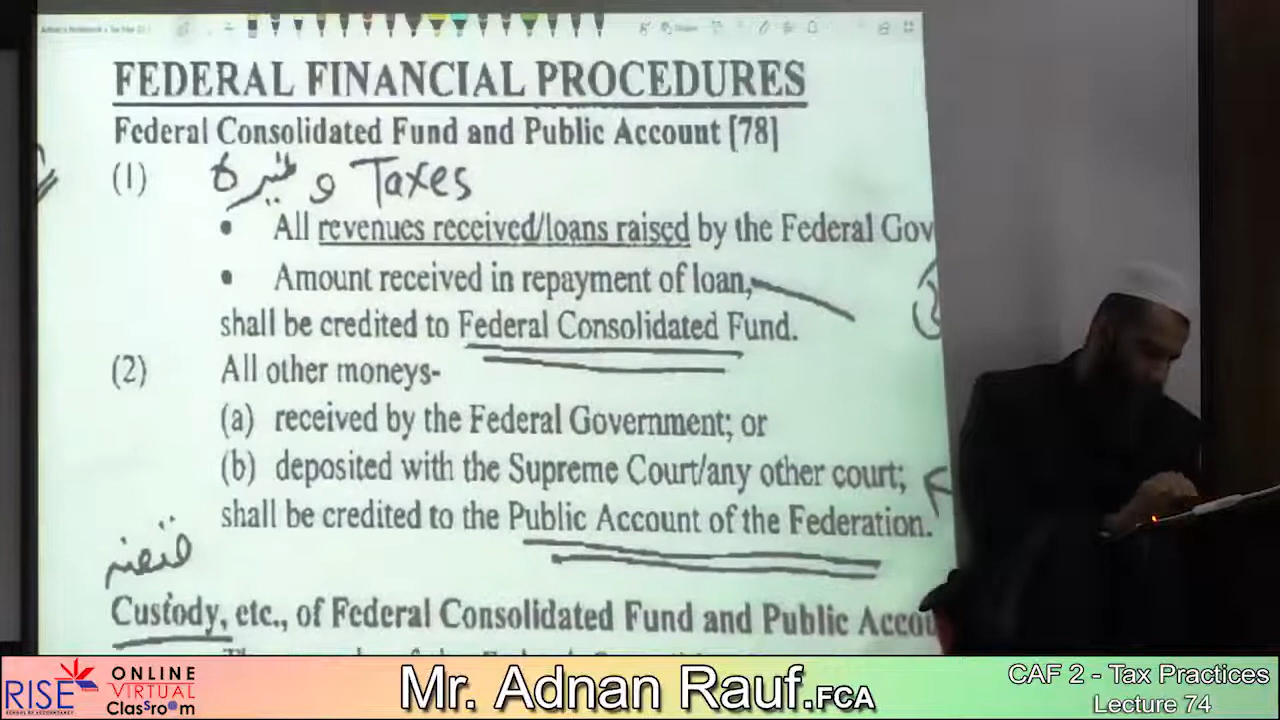 FEDERAL FINANCIAL PROCEDURES
Federal Consolidated Fund and Public Account [78]
(1) Taxes وغیرہ
• All revenues received/loans raised by the Federal Gov
• Amount received in repayment of loan,
shall be credited to Federal Consolidated Fund.
(2) All other moneys-
(a) received by the Federal Government; or
(b) deposited with the Supreme Court/any other court;
shall be credited to the Public Account of the Federation.
قبضہ
Custody, etc., of Federal Consolidated Fund and Public Accou
RISE
ONLINE
VIRTUAL
Classroom
Mr. Adnan Rauf.FCA
CAF 2 - Tax Practices
Lecture 74